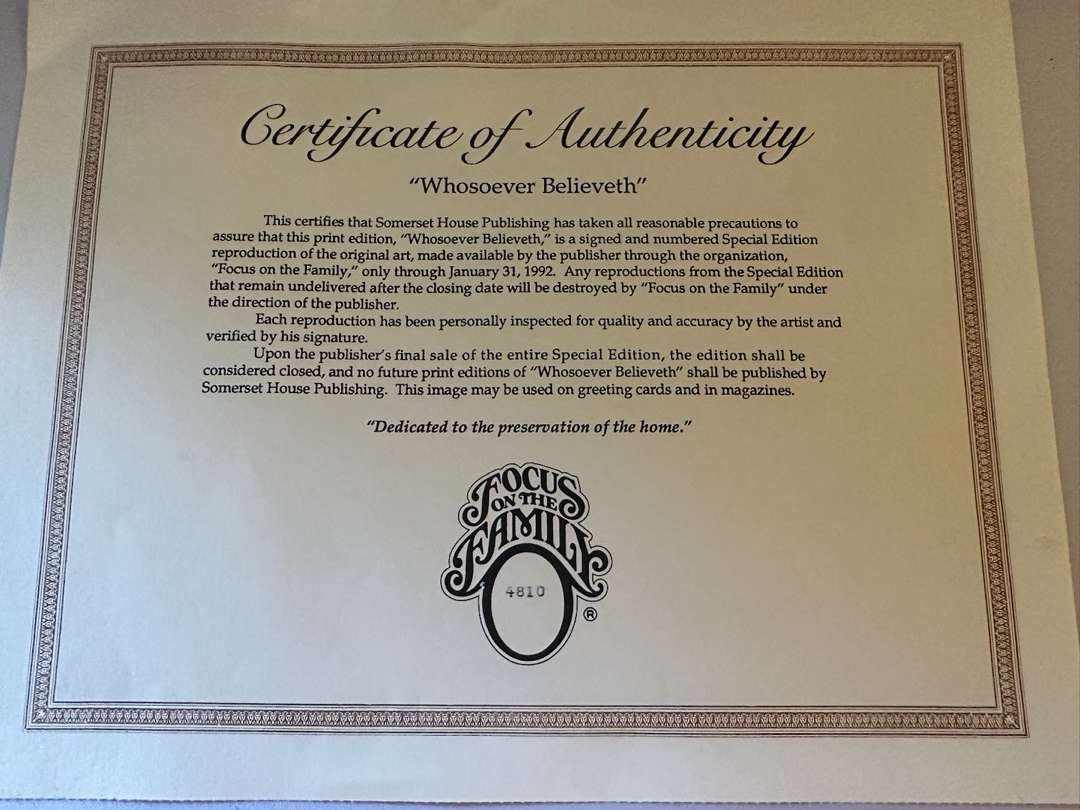 Certificate of Authenticity
“Whosoever Believeth”
This certifies that Somerset House Publishing has taken all reasonable precautions to
assure that this print edition, “Whosoever Believeth,” is a signed and numbered Special Edition
reproduction of the original art, made available by the publisher through the organization,
“Focus on the Family,” only through January 31, 1992. Any reproductions from the Special Edition
that remain undelivered after the closing date will be destroyed by “Focus on the Family” under
the direction of the publisher.
Each reproduction has been personally inspected for quality and accuracy by the artist and
verified by his signature.
Upon the publisher’s final sale of the entire Special Edition, the edition shall be
considered closed, and no future print editions of “Whosoever Believeth” shall be published by
Somerset House Publishing. This image may be used on greeting cards and in magazines.
“Dedicated to the preservation of the home.”
FOCUS
ON THE
FAMILY
4810
®